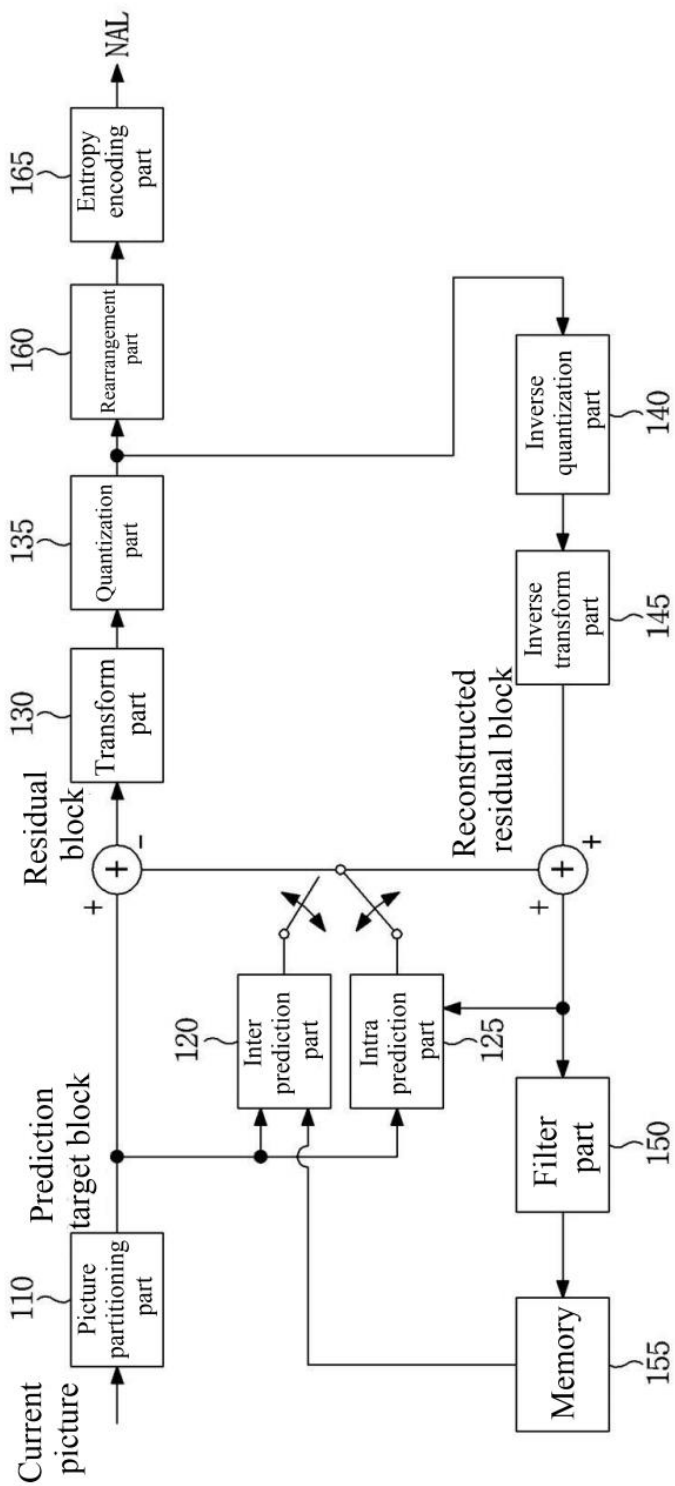 Current
picture
110
Picture
partitioning
part
Prediction
target block
120
Inter
prediction
part
Intra
prediction
part
125
+
+
−
Residual
block
130
Transform
part
135
Quantization
part
160
Rearrangement
part
165
Entropy
encoding
part
NAL
Inverse
quantization
part
140
Inverse
transform
part
145
Reconstructed
residual block
+
+
+
Filter
part
150
Memory
155